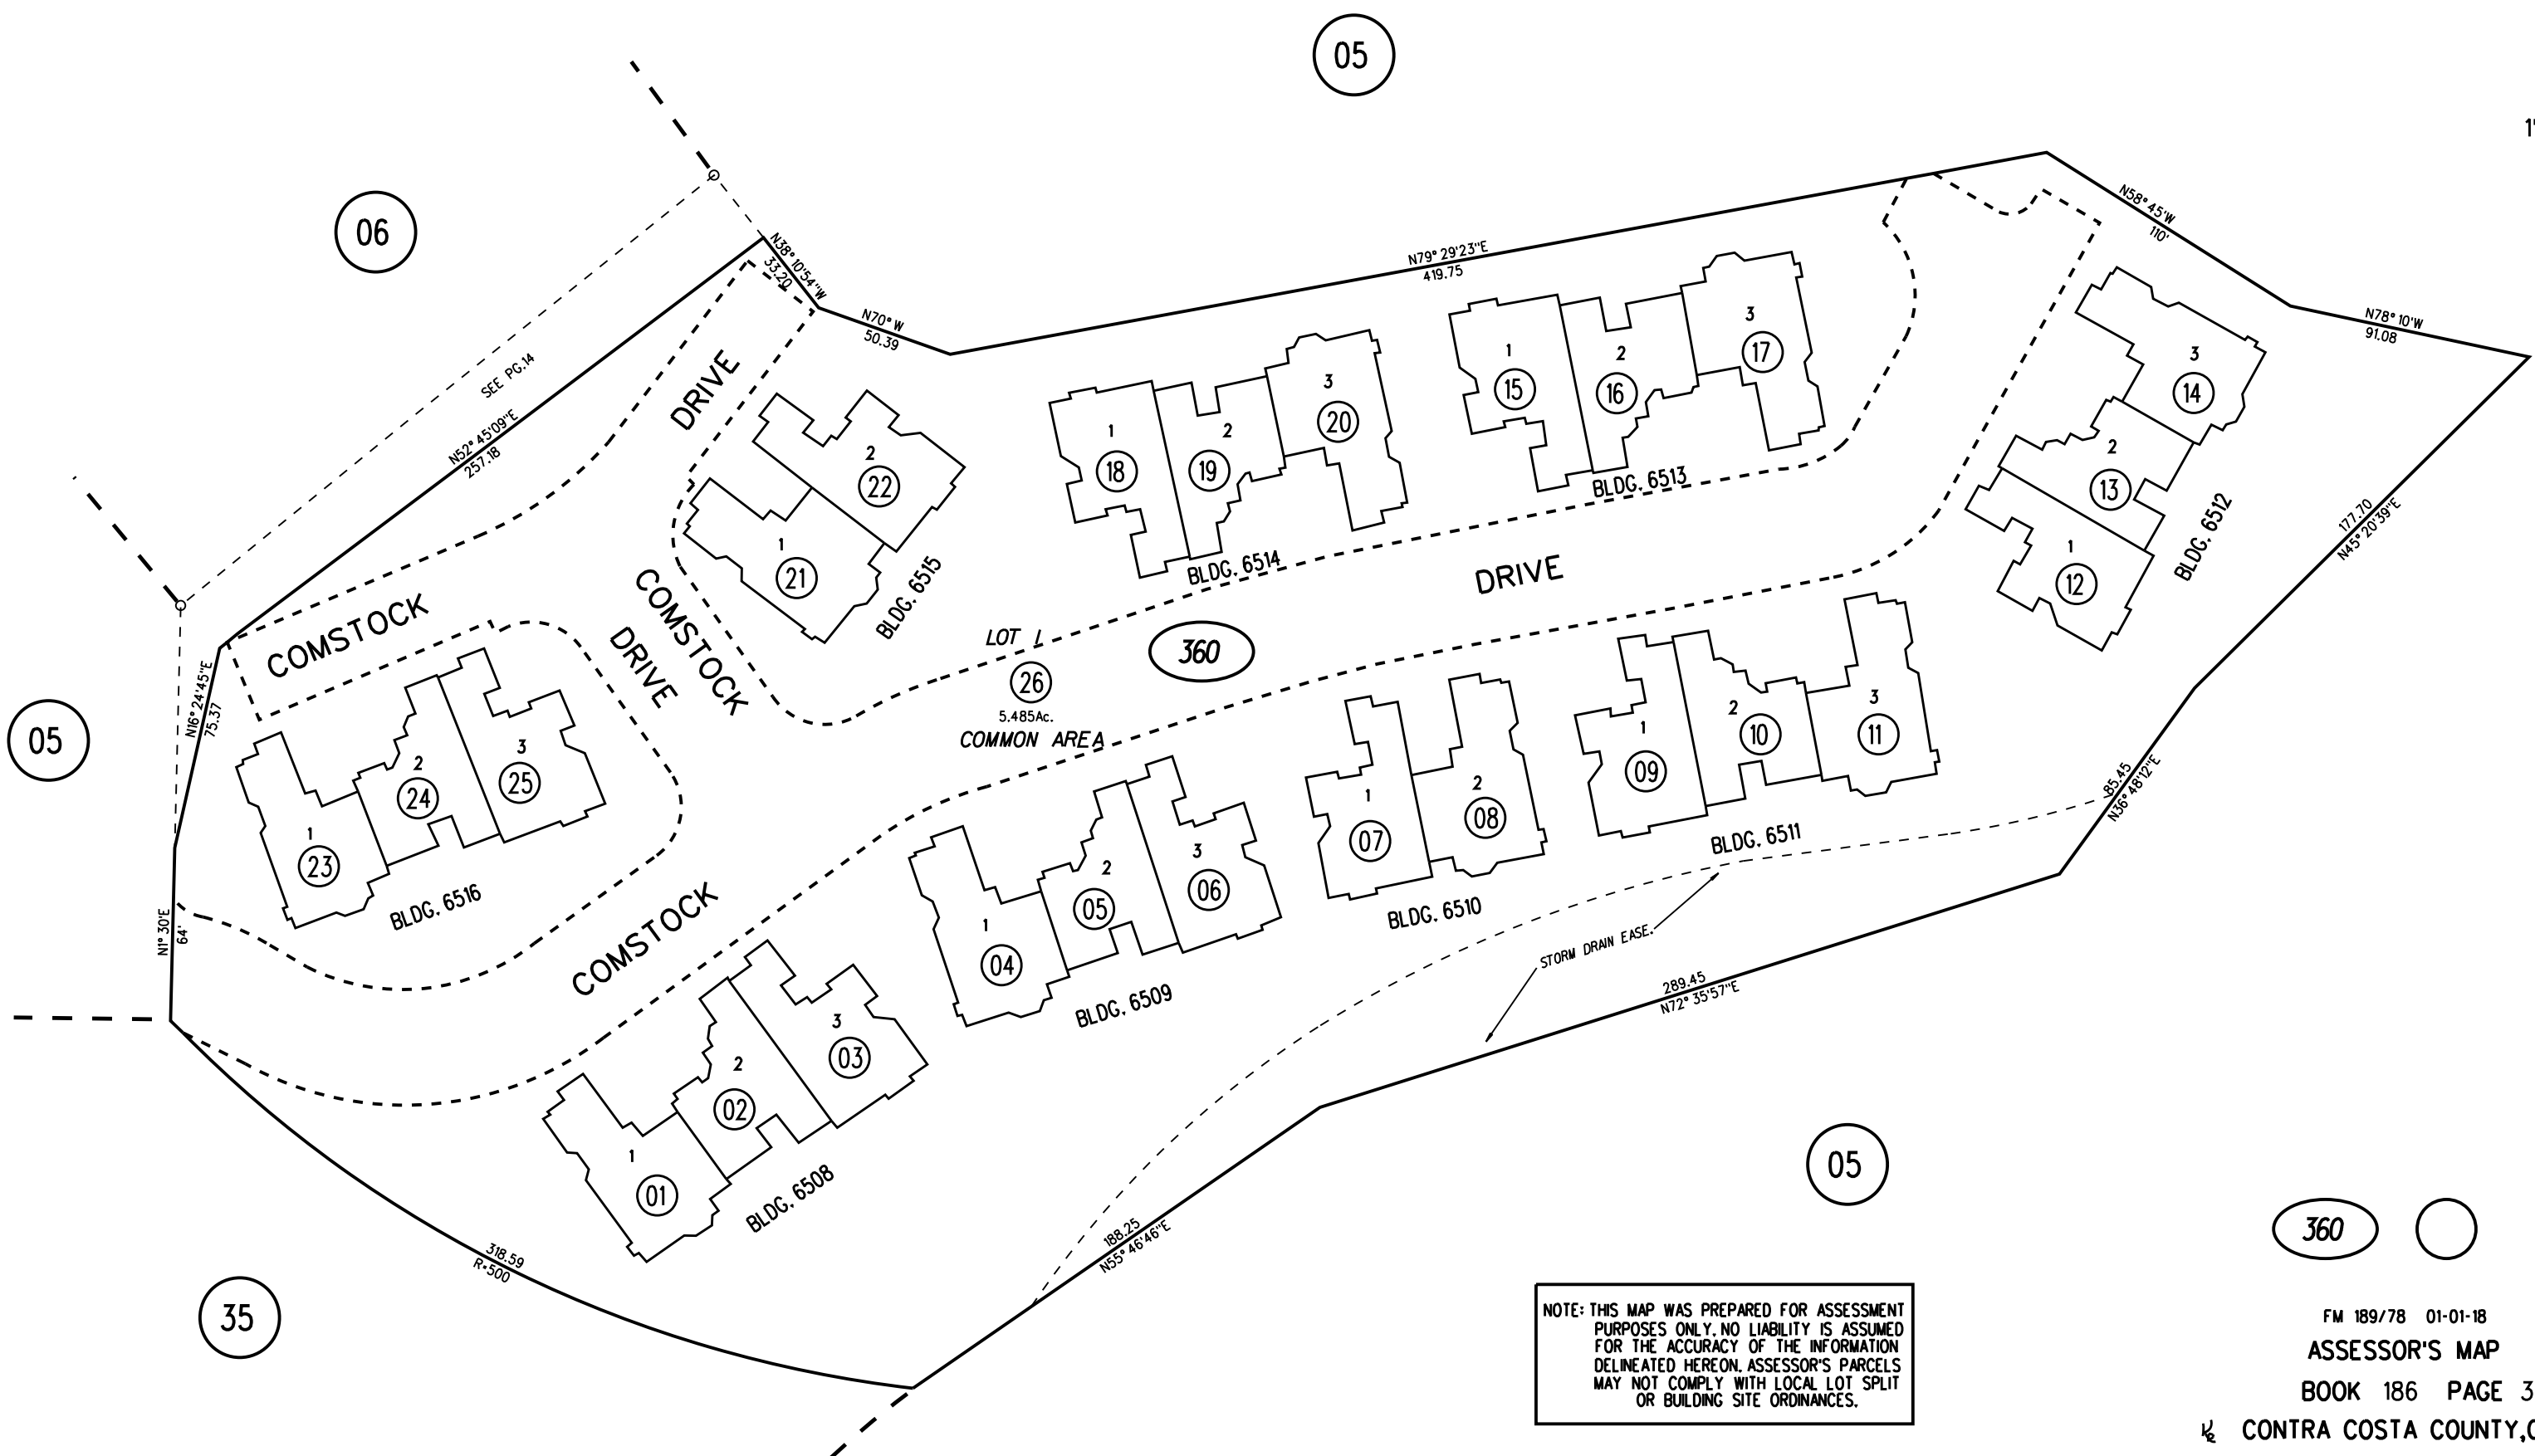 05
1"
06
N38° 10'54"W
33.20
N70° W
50.39
N79° 29'23"E
419.75
N58° 45'W
110'
N78° 10'W
91.08
SEE PG.14
N52° 45'09"E
257.18
DRIVE
2
22
1
21
BLDG. 6515
1
18
2
19
3
20
BLDG. 6514
1
15
2
16
3
17
BLDG. 6513
3
14
2
13
1
12
BLDG. 6512
177.70
N45° 20'39"E
COMSTOCK
DRIVE
COMSTOCK
DRIVE
LOT 1
26
5.485Ac.
COMMON AREA
360
05
N16° 24'45"E
75.37
1
23
2
24
3
25
BLDG. 6516
N1° 30'E
64'
COMSTOCK
1
04
2
05
3
06
BLDG. 6509
1
07
2
08
BLDG. 6510
1
09
2
10
3
11
BLDG. 6511
85.45
N36° 48'12"E
STORM DRAIN EASE.
289.45
N72° 35'57"E
1
01
2
02
3
03
BLDG. 6508
188.25
N55° 46'46"E
318.59
R=500
35
05
360
NOTE: THIS MAP WAS PREPARED FOR ASSESSMENT
PURPOSES ONLY. NO LIABILITY IS ASSUMED
FOR THE ACCURACY OF THE INFORMATION
DELINEATED HEREON. ASSESSOR'S PARCELS
MAY NOT COMPLY WITH LOCAL LOT SPLIT
OR BUILDING SITE ORDINANCES.
FM 189/78 01-01-18
ASSESSOR'S MAP
BOOK 186 PAGE 3
CONTRA COSTA COUNTY,